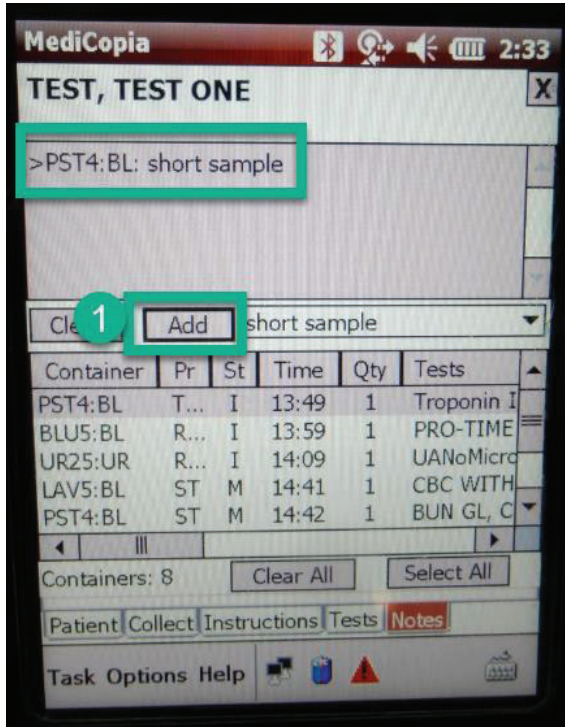 MediCopia 2:33
TEST, TEST ONE X
>PST4:BL: short sample
1 Add short sample
Container Pr St Time Qty Tests
PST4:BL T... I 13:49 1 Troponin I
BLU5:BL R... I 13:59 1 PRO-TIME
UR25:UR R... I 14:09 1 UANoMicro
LAV5:BL ST M 14:41 1 CBC WITH
PST4:BL ST M 14:42 1 BUN GL, C
Containers: 8 Clear All Select All
Patient Collect Instructions Tests Notes
Task Options Help